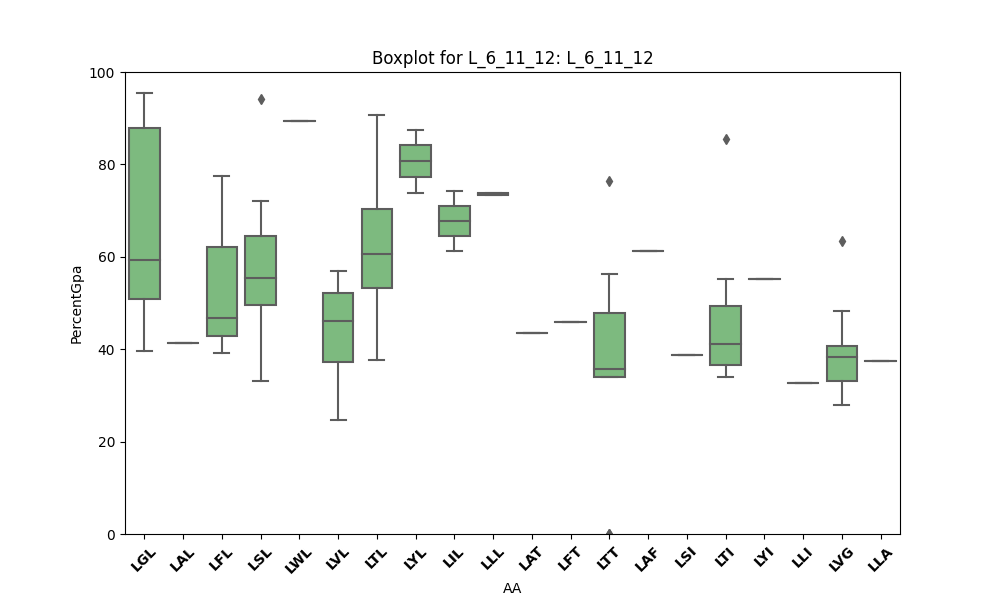 Boxplot for L_6_11_12: L_6_11_12
100
80
60
40
20
0
PercentGpa
LGL LAL LFL LSL LWL LVL LTL LYL LIL LLL LAT LFT LTT LAF LSI LTI LYI LLI LVG LLA
AA